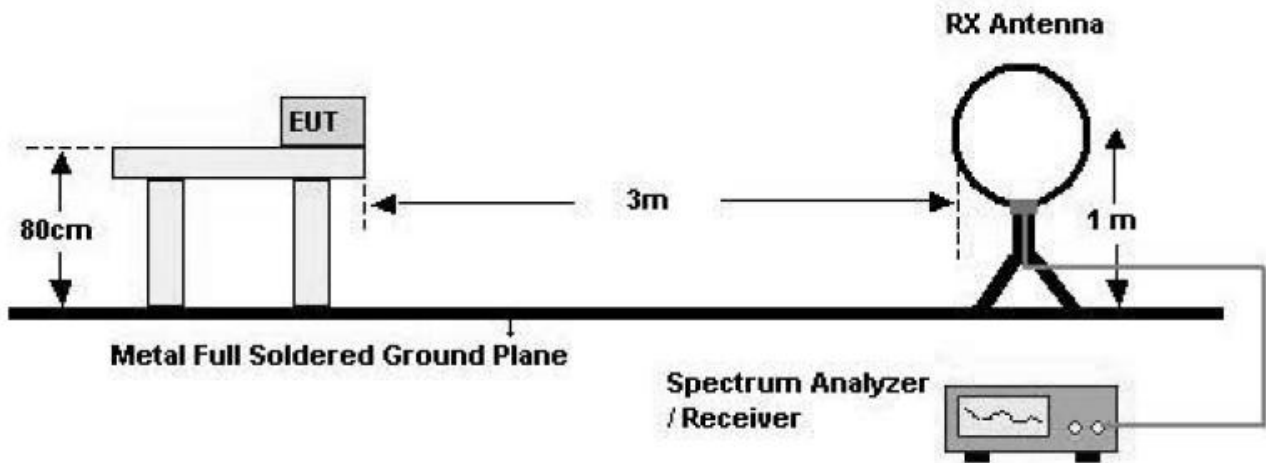 RX Antenna
EUT
80cm
3m
1 m
Metal Full Soldered Ground Plane
Spectrum Analyzer
/ Receiver